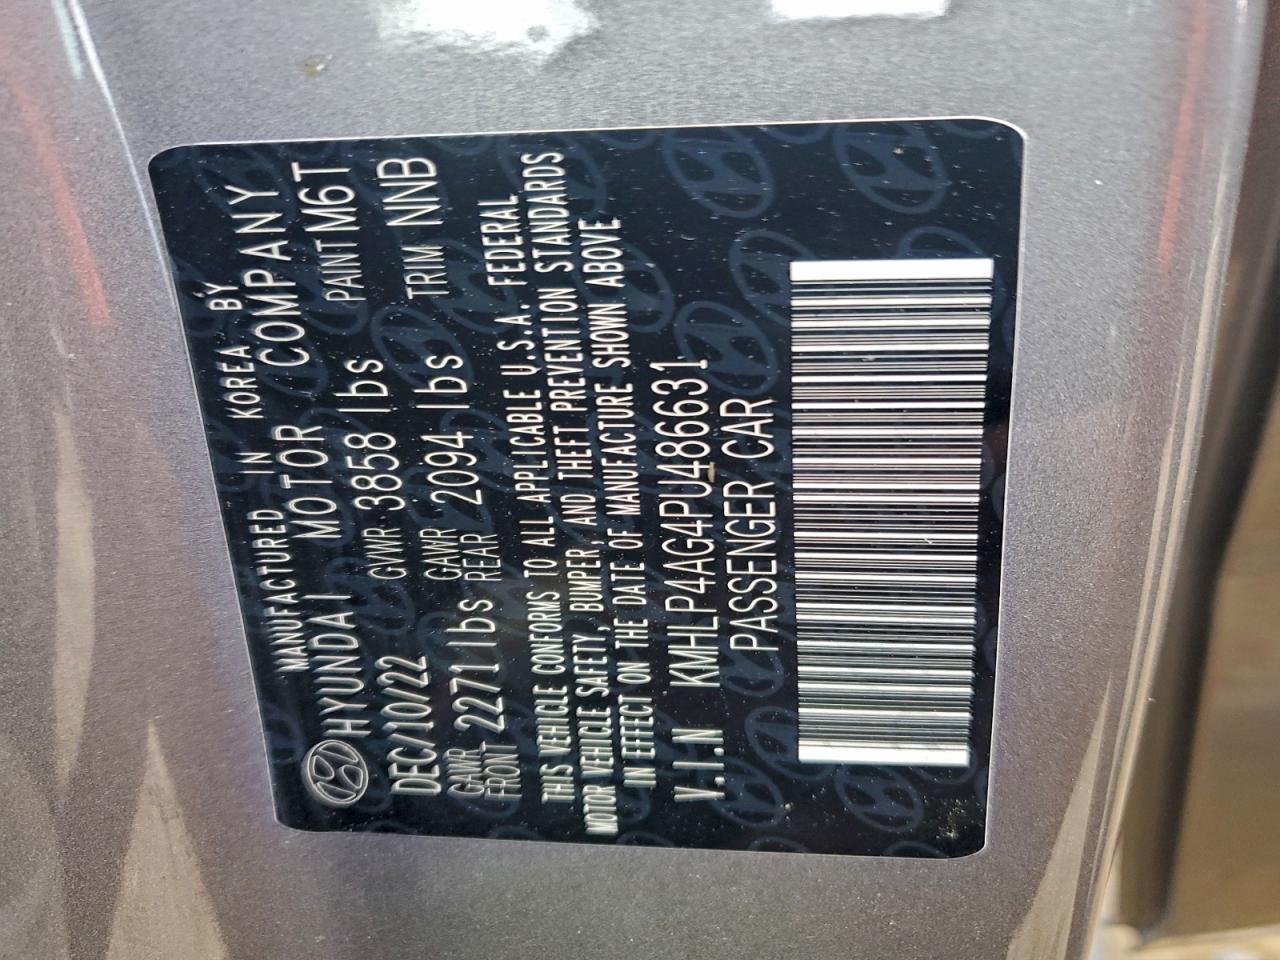 MANUFACTURED IN KOREA BY
HYUNDAI MOTOR COMPANY
DEC/10/22 GWR 3858 lbs PAINT M6T
GAWR FRONT 2271 lbs GAWR REAR 2094 lbs TRIM NNB
THIS VEHICLE CONFORMS TO ALL APPLICABLE U.S.A. FEDERAL
MOTOR VEHICLE SAFETY, BUMPER, AND THEFT PREVENTION STANDARDS
IN EFFECT ON THE DATE OF MANUFACTURE SHOWN ABOVE
V.I.N KMHLP4AG4PU486631
PASSENGER CAR